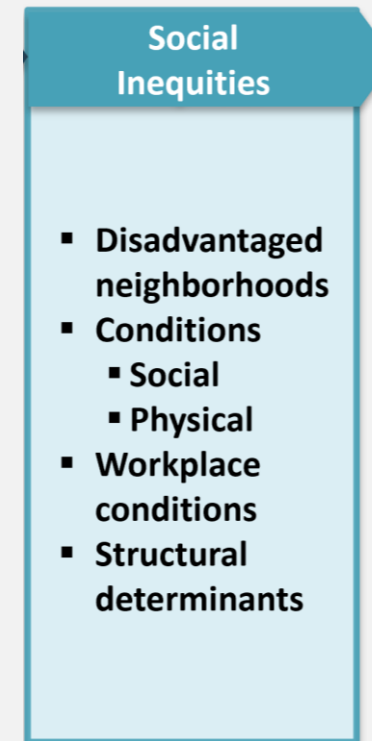 Social
Inequities
▪ Disadvantaged
neighborhoods
▪ Conditions
▪ Social
▪ Physical
▪ Workplace
conditions
▪ Structural
determinants